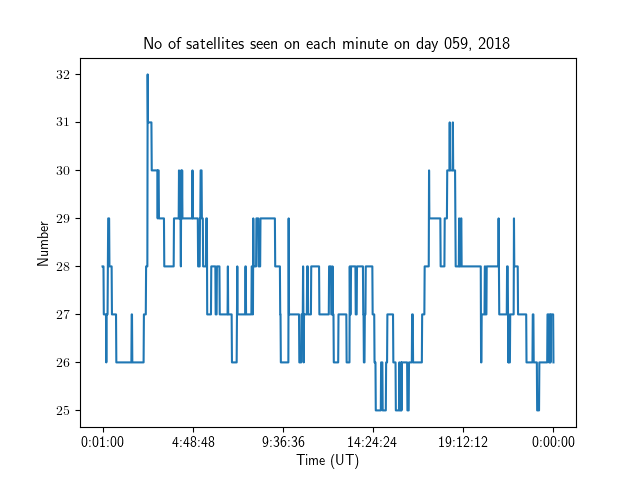 No of satellites seen on each minute on day 059, 2018
32
31
30
29
28
27
26
25
Number
0:01:00 4:48:48 9:36:36 14:24:24 19:12:12 0:00:00
Time (UT)